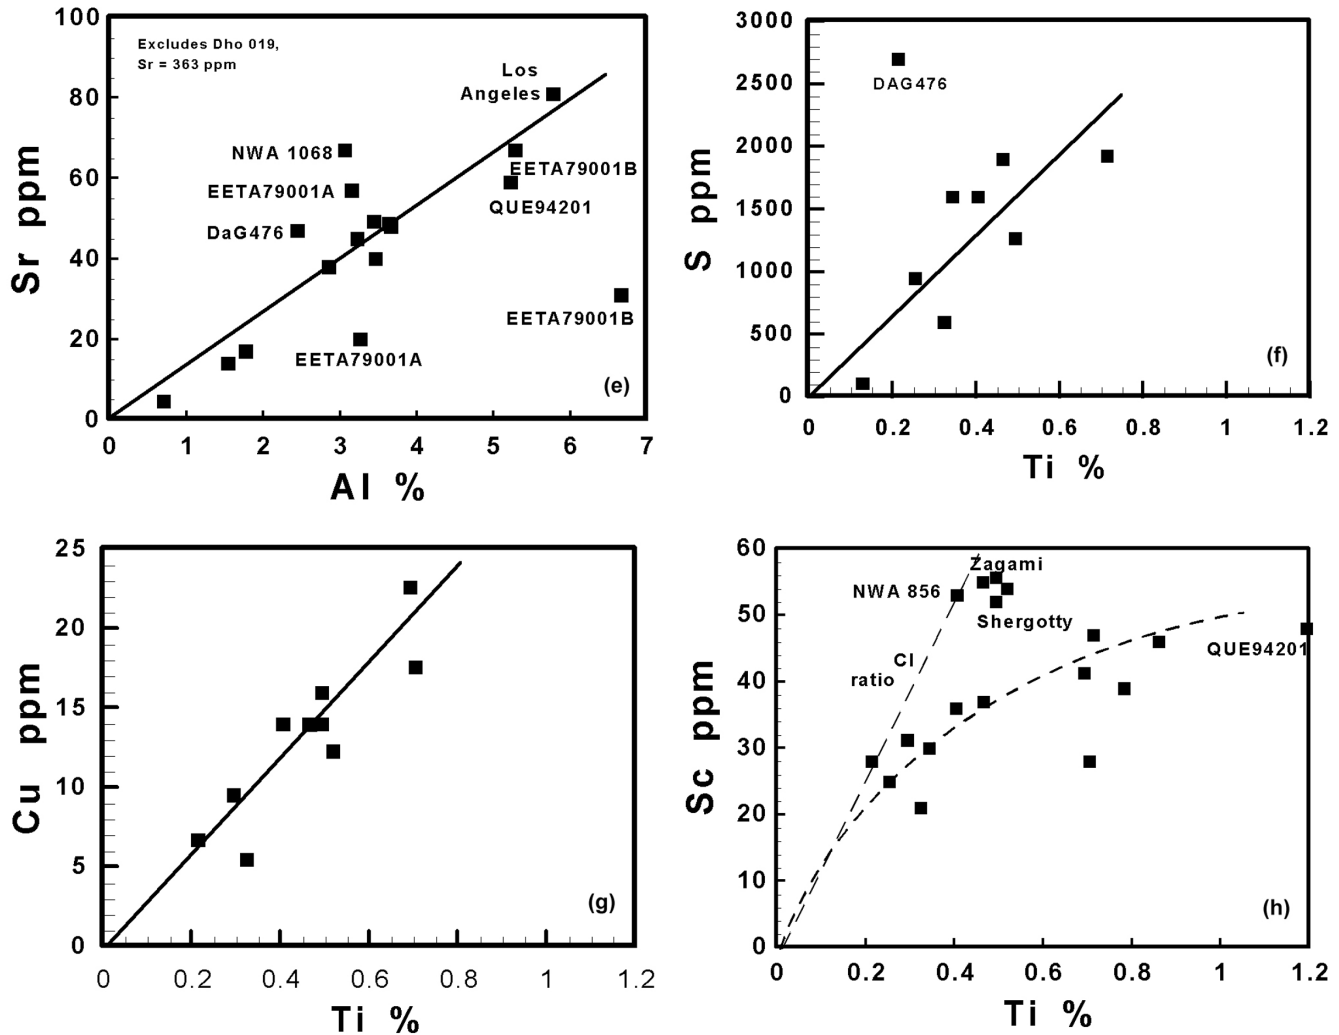 100
80
60
40
20
0
Sr ppm
Excludes Dho 019,
Sr = 363 ppm
Los
Angeles
NWA 1068
EETA79001B
EETA79001A
QUE94201
DaG476
EETA79001B
EETA79001A
(e)
0 1 2 3 4 5 6 7
Al %
3000
2500
2000
1500
1000
500
0
S ppm
DAG476
(f)
0 0.2 0.4 0.6 0.8 1 1.2
Ti %
25
20
15
10
5
0
Cu ppm
(g)
0 0.2 0.4 0.6 0.8 1 1.2
Ti %
60
50
40
30
20
10
0
Sc ppm
Zagami
NWA 856
Shergotty
QUE94201
CI
ratio
(h)
0 0.2 0.4 0.6 0.8 1 1.2
Ti %